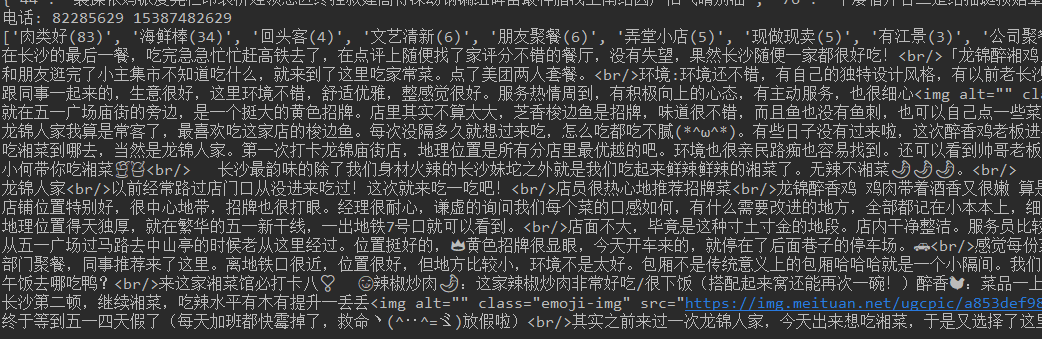 电话: 82285629 15387482629
['肉类好(83)', '海鲜棒(34)', '回头客(4)', '文艺清新(6)', '朋友聚餐(6)', '弄堂小店(5)', '现做现卖(5)', '有江景(3)', '公司聚
在长沙的最后一餐，吃完急急忙忙赶高铁去了，在点评上随便找了家评分不错的餐厅，没有失望，果然长沙随便一家都很好吃！<br/>「龙锦醉湘鸡
和朋友逛完了小主集市不知道吃什么，就来到了这里吃家常菜。点了美团两人套餐。<br/>环境:环境还不错，有自己的独特设计风格，有以前老长沙
跟同事一起来的，生意很好，这里环境不错，舒适优雅，整感觉很好。服务热情周到，有积极向上的心态，有主动服务，也很细心<img alt="" cla
就在五一广场庙街的旁边，是一个挺大的黄色招牌。店里其实不算太大，芝香梭边鱼是招牌，味道很不错，而且鱼也没有鱼刺，也可以自己点一些菜
龙锦人家我算是常客了，最喜欢吃这家店的梭边鱼。每次没隔多久就想过来吃，怎么吃都吃不腻(*^ω^*)。有些日子没有过来啦，这次醉香鸡老板进
吃湘菜到哪去，当然是龙锦人家。第一次打卡龙锦庙街店，地理位置是所有分店里最优越的吧。环境也很亲民路痴也容易找到。还可以看到帅哥老板
小何带你吃湘菜<br/>   长沙最韵味的除了我们身材火辣的长沙妹坨之外就是我们吃起来鲜辣鲜辣的湘菜了。无辣不湘菜🌶🌶🌶。<br/>
龙锦人家<br/>以前经常路过店门口从没进来吃过！这次就来吃一吃吧！<br/>店员很热心地推荐招牌菜<br/>龙锦醉香鸡 鸡肉带着酒香又很嫩 算是
店铺位置特别好，很中心地带，招牌也很打眼。经理很耐心，谦虚的询问我们每个菜的口感如何，有什么需要改进的地方，全部都记在小本本上，细
地理位置得天独厚，就在繁华的五一新干线，一出地铁7号口就可以看到。<br/>店面不大，毕竟是这种寸土寸金的地段。店内干净整洁。服务员比较
从五一广场过马路去中山亭的时候老从这里经过。位置挺好的，👑黄色招牌很显眼，今天开车来的，就停在了后面巷子的停车场。🚗<br/>感觉每份
部门聚餐，同事推荐来了这里。离地铁口很近，位置很好，但地方比较小，环境不是太好。包厢不是传统意义上的包厢哈哈哈就是一个小隔间。我们
午饭去吃鸭？<br/>来这家湘菜馆必打卡八   辣椒炒肉🌶：这家辣椒炒肉非常好吃/很下饭（搭配起来窝还能再次一碗！）醉香：菜品一上
长沙第二顿，继续湘菜，吃辣水平有木有提升一丢丢<img alt="" class="emoji-img" src="https://img.meituan.net/ugcpic/a853def98
终于等到五一四天假了（每天加班都快霉掉了，救命丶(^··^=ミ)放假啦）<br/>其实之前来过一次龙锦人家，今天出来想吃湘菜，于是又选择了这里